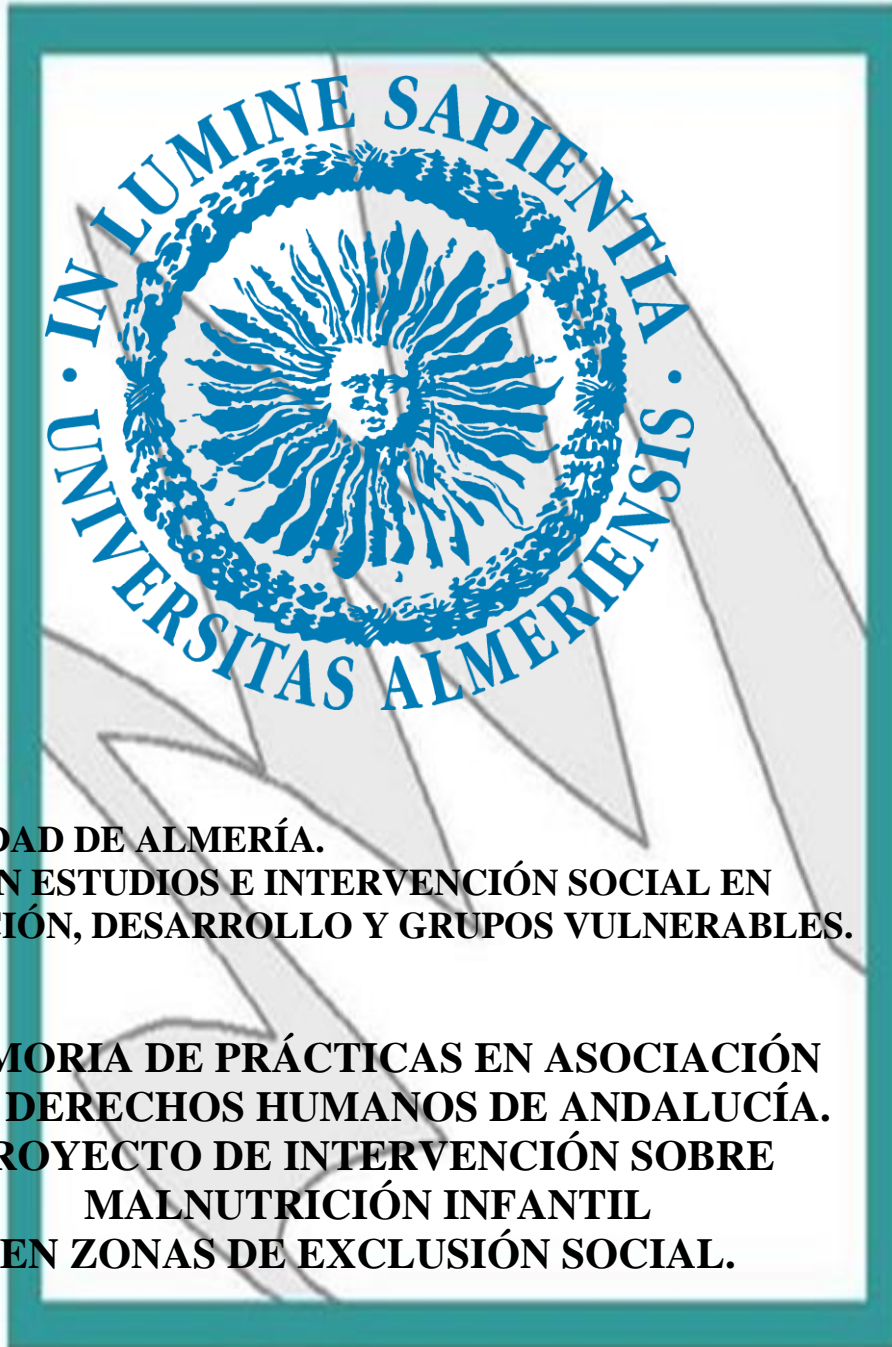 · IN LUMINE SAPIENTIA ·
UNIVERSITAS ALMERIENSIS
DAD DE ALMERÍA.
N ESTUDIOS E INTERVENCIÓN SOCIAL EN
CIÓN, DESARROLLO Y GRUPOS VULNERABLES.
MORIA DE PRÁCTICAS EN ASOCIACIÓN
DERECHOS HUMANOS DE ANDALUCÍA.
ROYECTO DE INTERVENCIÓN SOBRE
MALNUTRICIÓN INFANTIL
EN ZONAS DE EXCLUSIÓN SOCIAL.